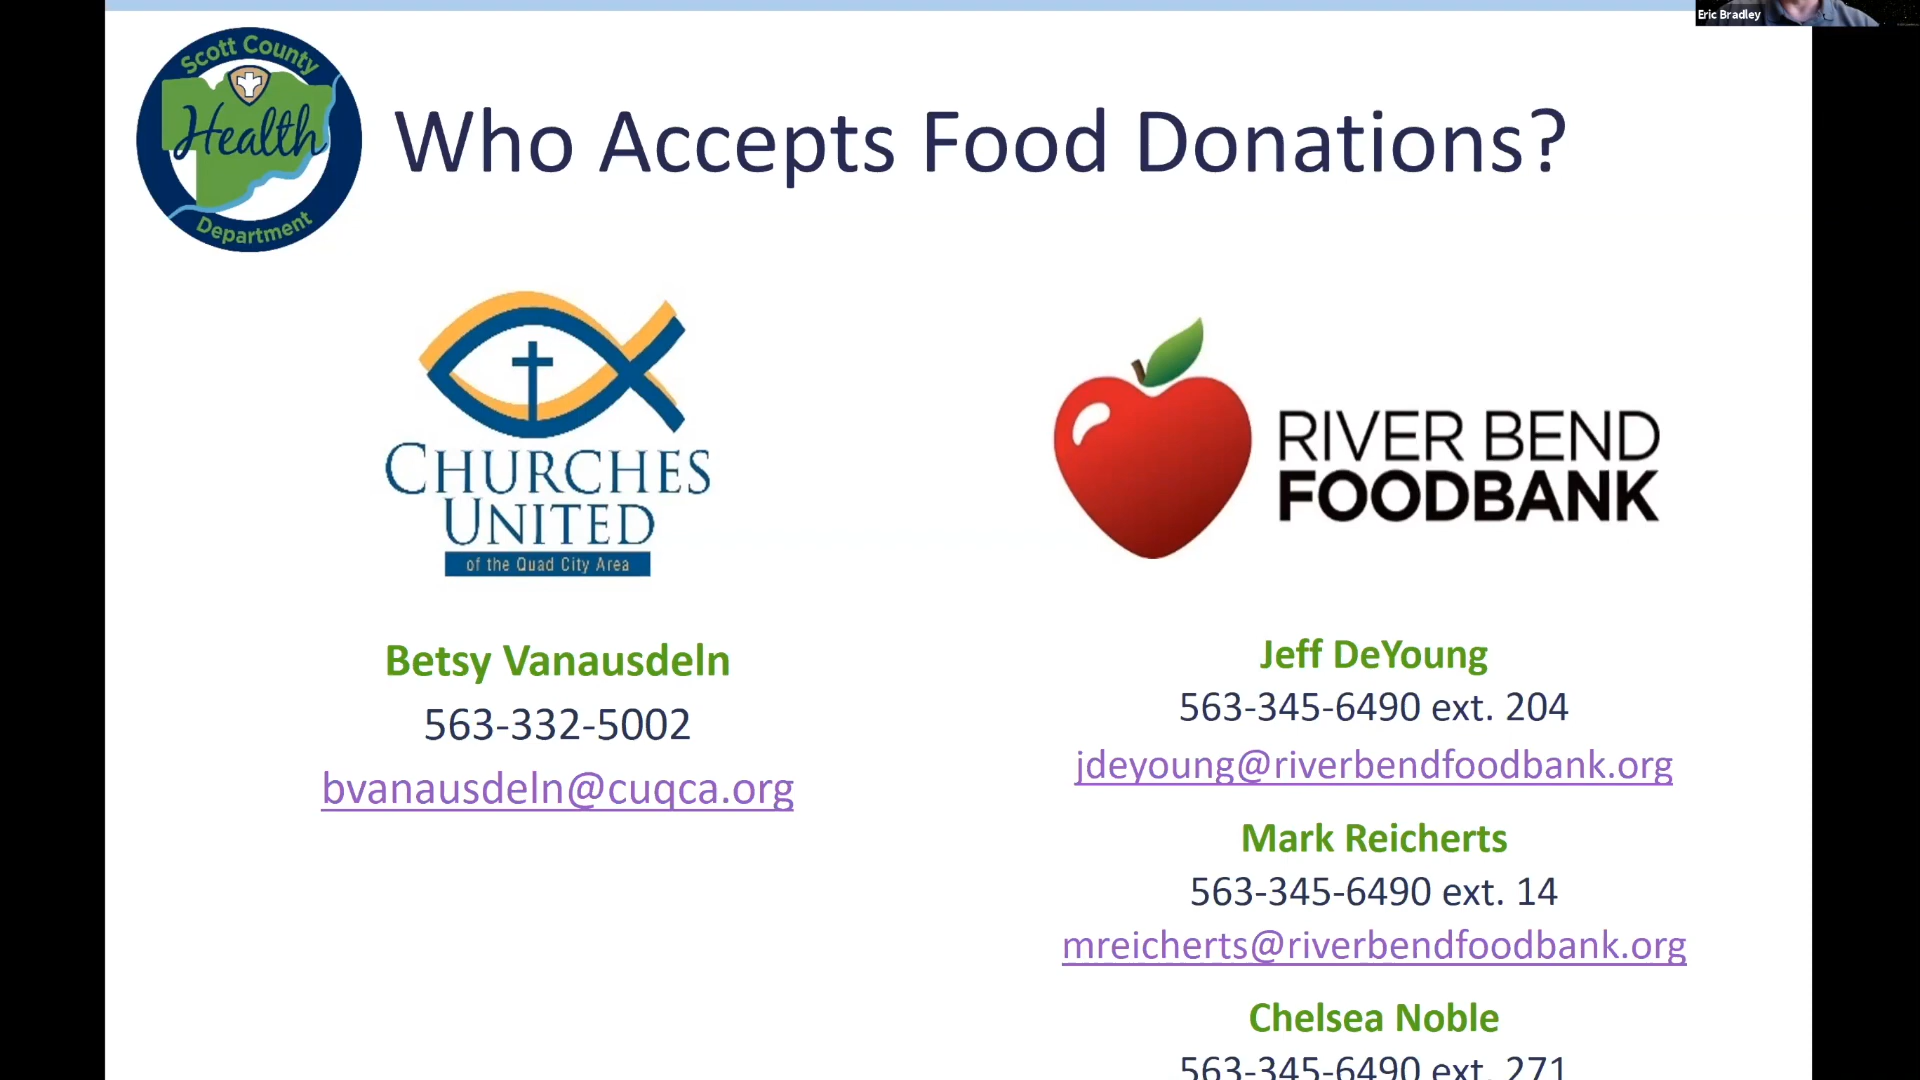 Eric Bradley
Scott County
Health
Department
Who Accepts Food Donations?
CHURCHES
UNITED
of the Quad City Area
RIVER BEND
FOODBANK
Betsy Vanausdeln
563-332-5002
bvanausdeln@cuqca.org
Jeff DeYoung
563-345-6490 ext. 204
jdeyoung@riverbendfoodbank.org
Mark Reicherts
563-345-6490 ext. 14
mreicherts@riverbendfoodbank.org
Chelsea Noble
563-345-6490 ext. 271